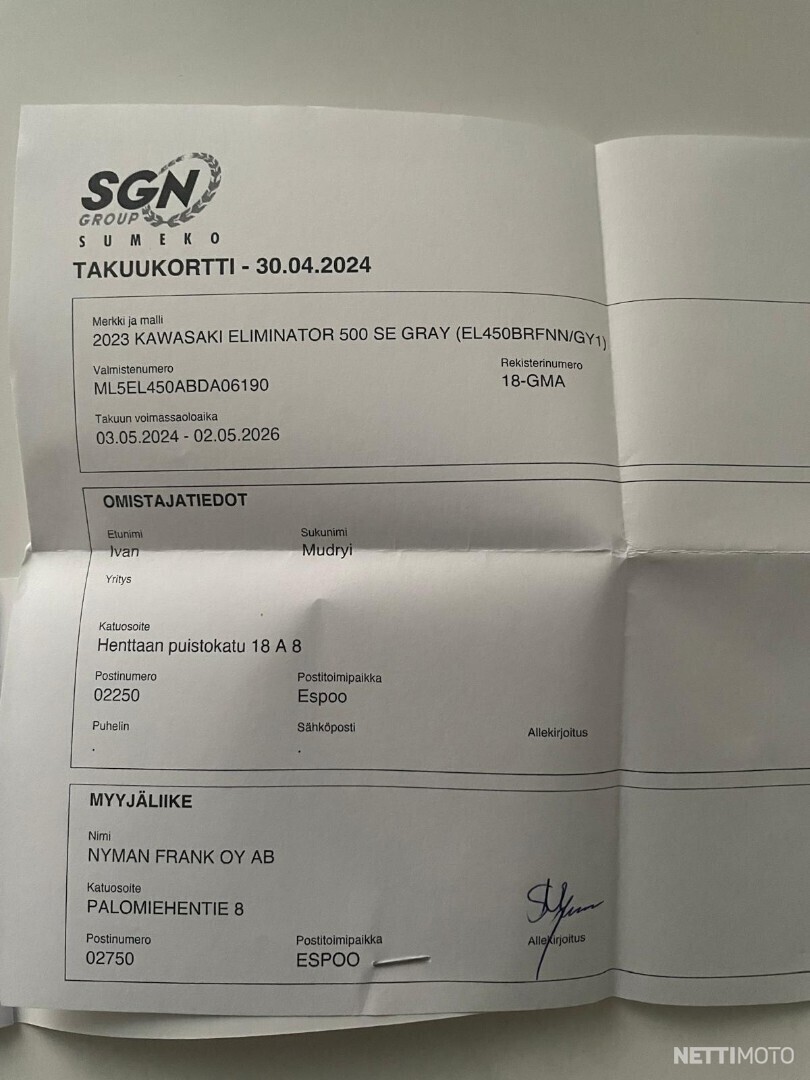 SGN
GROUP
SUMEKO
TAKUUKORTTI - 30.04.2024
Merkki ja malli
2023 KAWASAKI ELIMINATOR 500 SE GRAY (EL450BRFNN/GY1)
Valmistenumero Rekisterinumero
ML5EL450ABDA06190 18-GMA
Takuun voimassaoloaika
03.05.2024 - 02.05.2026
OMISTAJATIEDOT
Etunimi Sukunimi
Ivan Mudryi
Yritys
Katuosoite
Henttaan puistokatu 18 A 8
Postinumero Postitoimipaikka
02250 Espoo
Puhelin Sähköposti Allekirjoitus
. .
MYYJÄLIIKE
Nimi
NYMAN FRANK OY AB
Katuosoite
PALOMIEHENTIE 8
Postinumero Postitoimipaikka Allekirjoitus
02750 ESPOO
NETTIMOTO